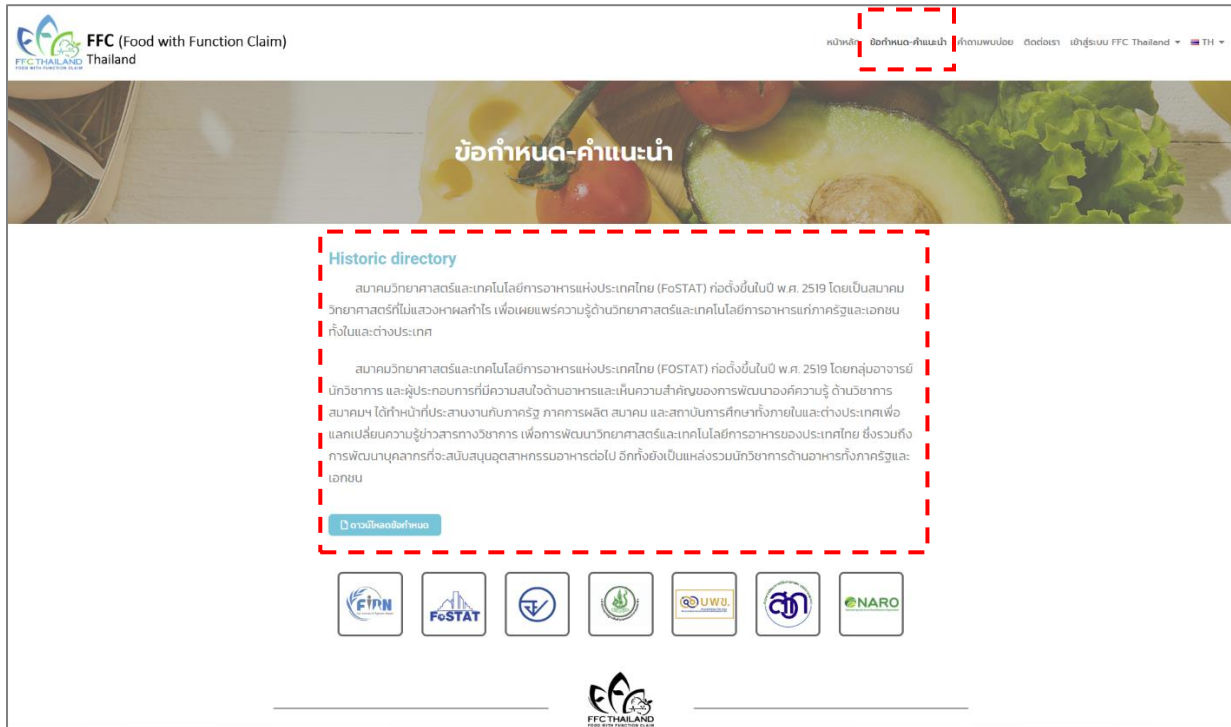 FFC THAILAND
FOOD WITH FUNCTION CLAIM
FFC (Food with Function Claim)
Thailand
หน้าหลัก ข้อกำหนด-คำแนะนำ คำถามพบบ่อย ติดต่อเรา เข้าสู่ระบบ FFC Thailand TH
ข้อกำหนด-คำแนะนำ
Historic directory
สมาคมวิทยาศาสตร์และเทคโนโลยีการอาหารแห่งประเทศไทย (FoSTAT) ก่อตั้งขึ้นในปี พ.ศ. 2519 โดยเป็นสมาคม
วิทยาศาสตร์ที่ไม่แสวงหาผลกำไร เพื่อเผยแพร่ความรู้ด้านวิทยาศาสตร์และเทคโนโลยีการอาหารแก่ภาครัฐและเอกชน
ทั้งในและต่างประเทศ
สมาคมวิทยาศาสตร์และเทคโนโลยีการอาหารแห่งประเทศไทย (FOSTAT) ก่อตั้งขึ้นในปี พ.ศ. 2519 โดยกลุ่มอาจารย์
นักวิชาการ และผู้ประกอบการที่มีความสนใจด้านอาหารและเห็นความสำคัญของการพัฒนาองค์ความรู้ ด้านวิชาการ
สมาคมฯ ได้ทำหน้าที่ประสานงานกับภาครัฐ ภาคการผลิต สมาคม และสถาบันการศึกษาทั้งภายในและต่างประเทศเพื่อ
แลกเปลี่ยนความรู้ข่าวสารทางวิชาการ เพื่อการพัฒนาวิทยาศาสตร์และเทคโนโลยีการอาหารของประเทศไทย ซึ่งรวมถึง
การพัฒนาบุคลากรที่จะสนับสนุนอุตสาหกรรมอาหารต่อไป อีกทั้งยังเป็นแหล่งรวมนักวิชาการด้านอาหารทั้งภาครัฐและ
เอกชน
ดาวน์โหลดข้อกำหนด
FIRN FoSTAT บพข. สวก NARO
FFC THAILAND
FOOD WITH FUNCTION CLAIM